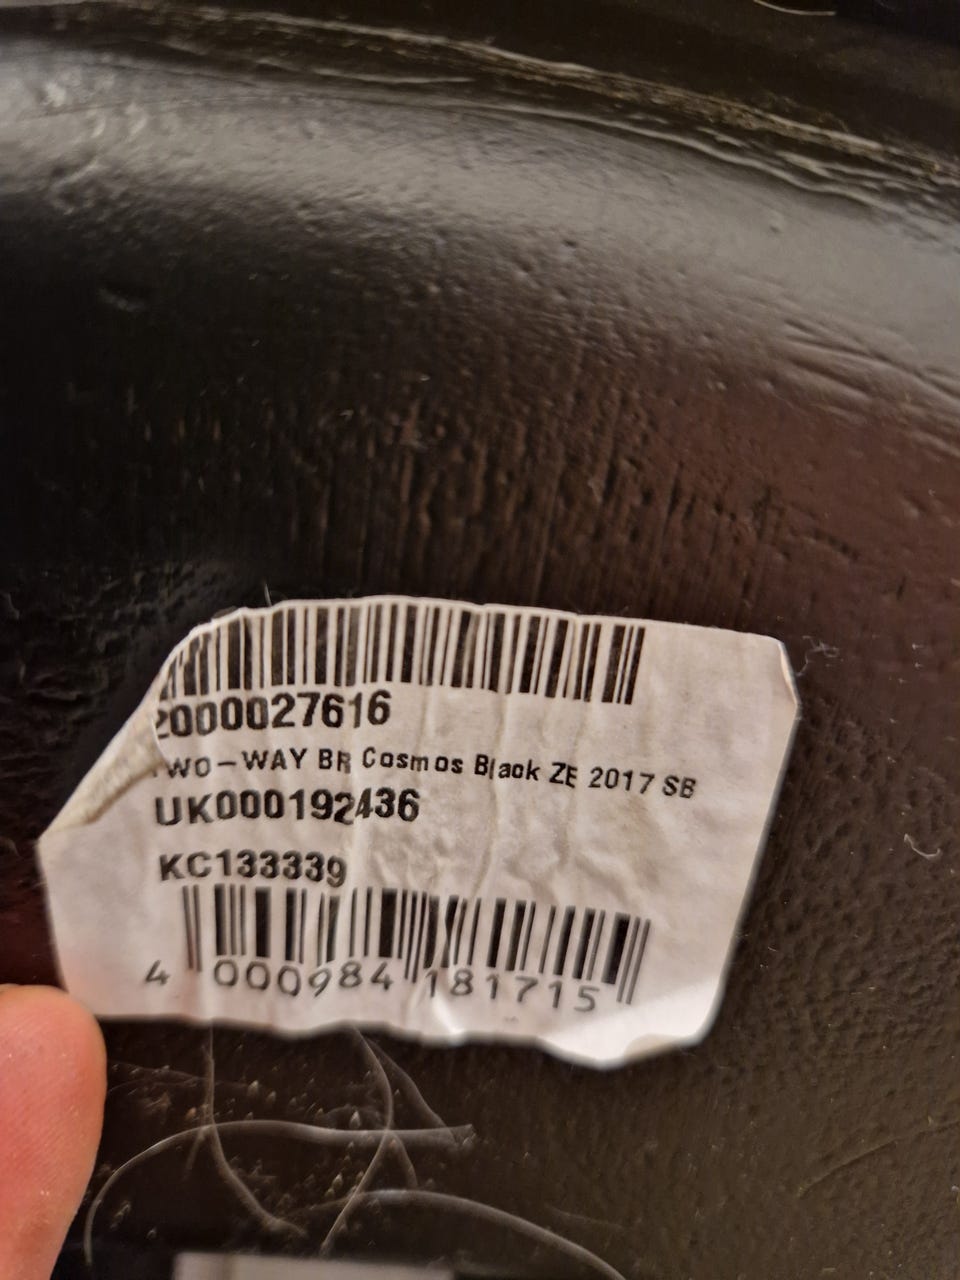 2000027616
TWO-WAY BR Cosmos Black ZE 2017 SB
UK000192436
KC133339
4 000984 181715